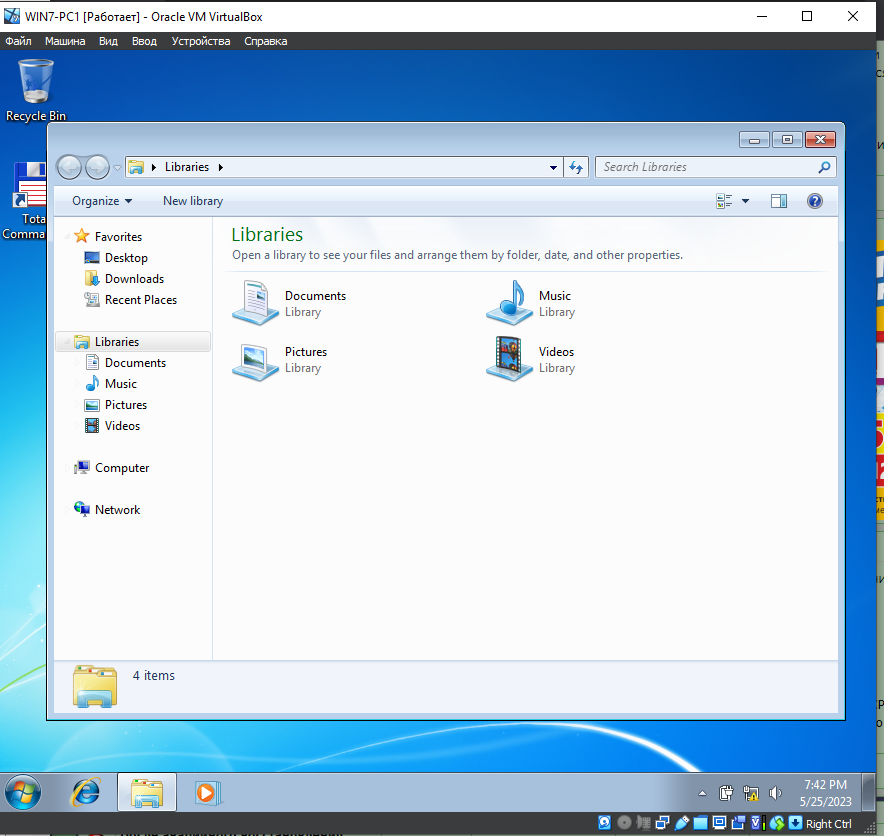 WIN7-PC1 [Работает] - Oracle VM VirtualBox
Файл Машина Вид Ввод Устройства Справка
Recycle Bin
Tota
Comma
Libraries
Search Libraries
Organize New library
Favorites
Desktop
Downloads
Recent Places
Libraries
Documents
Music
Pictures
Videos
Computer
Network
Libraries
Open a library to see your files and arrange them by folder, date, and other properties.
Documents
Library
Music
Library
Pictures
Library
Videos
Library
4 items
7:42 PM
5/25/2023
Right Ctrl